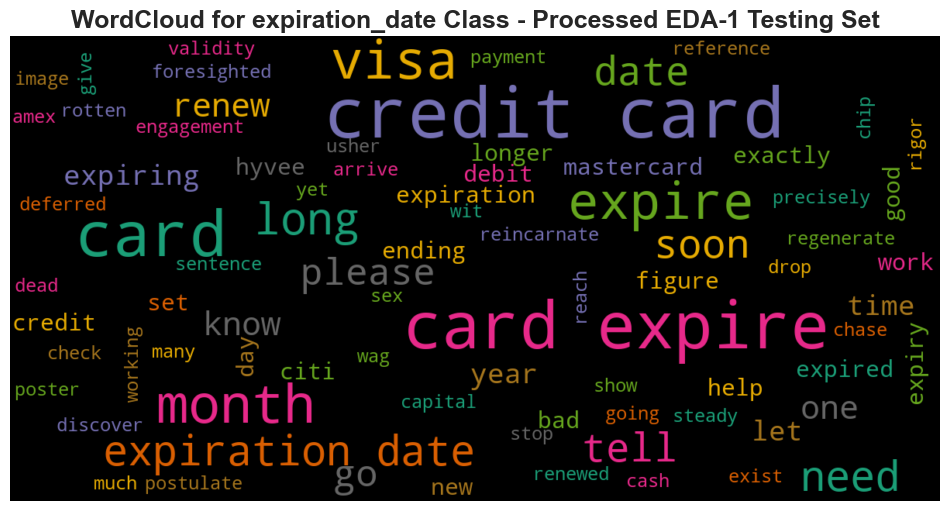 WordCloud for expiration_date Class - Processed EDA-1 Testing Set
validity
visa
payment
reference
image
give
foresighted
date
rotten
renew
credit card
amex
engagement
chip
usher
longer
mastercard
exactly
rigor
hyvee
arrive
debit
expiring
yet
expiration
expire
precisely
good
deferred
card
long
wit
sentence
ending
reincarnate
soon
regenerate
please
figure
drop
work
dead
sex
reach
set
credit
know
card expire
time
chase
check
working
many
day
wag
expiry
citi
year
expired
poster
month
capital
show
help
one
discover
bad
going
steady
stop
let
expiration date
tell
go
renewed
exist
need
much
postulate
new
cash